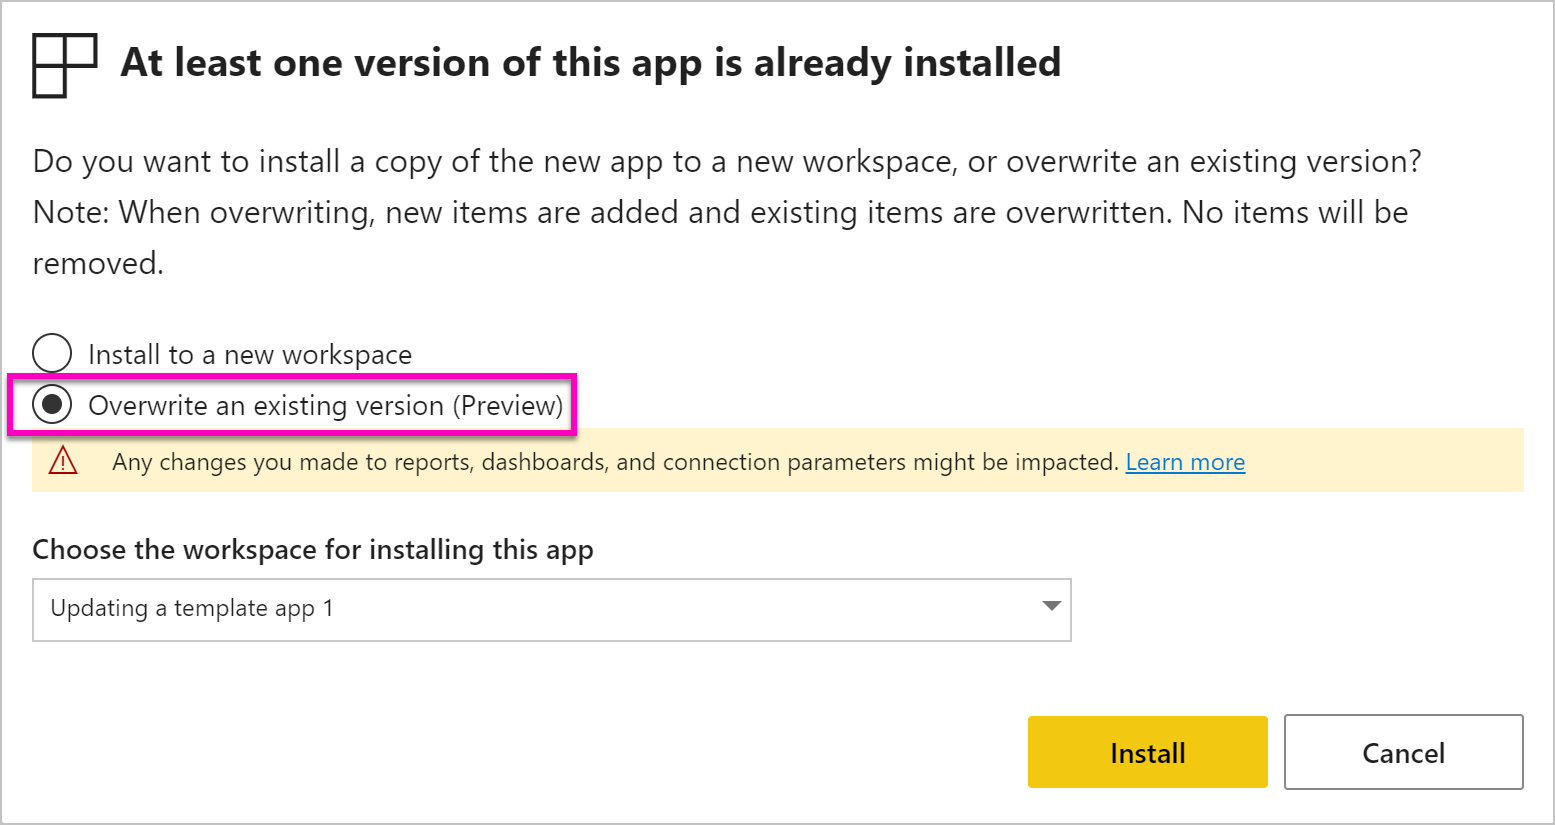 At least one version of this app is already installed
Do you want to install a copy of the new app to a new workspace, or overwrite an existing version?
Note: When overwriting, new items are added and existing items are overwritten. No items will be
removed.
Install to a new workspace
Overwrite an existing version (Preview)
Any changes you made to reports, dashboards, and connection parameters might be impacted. Learn more
Choose the workspace for installing this app
Updating a template app 1
Install
Cancel